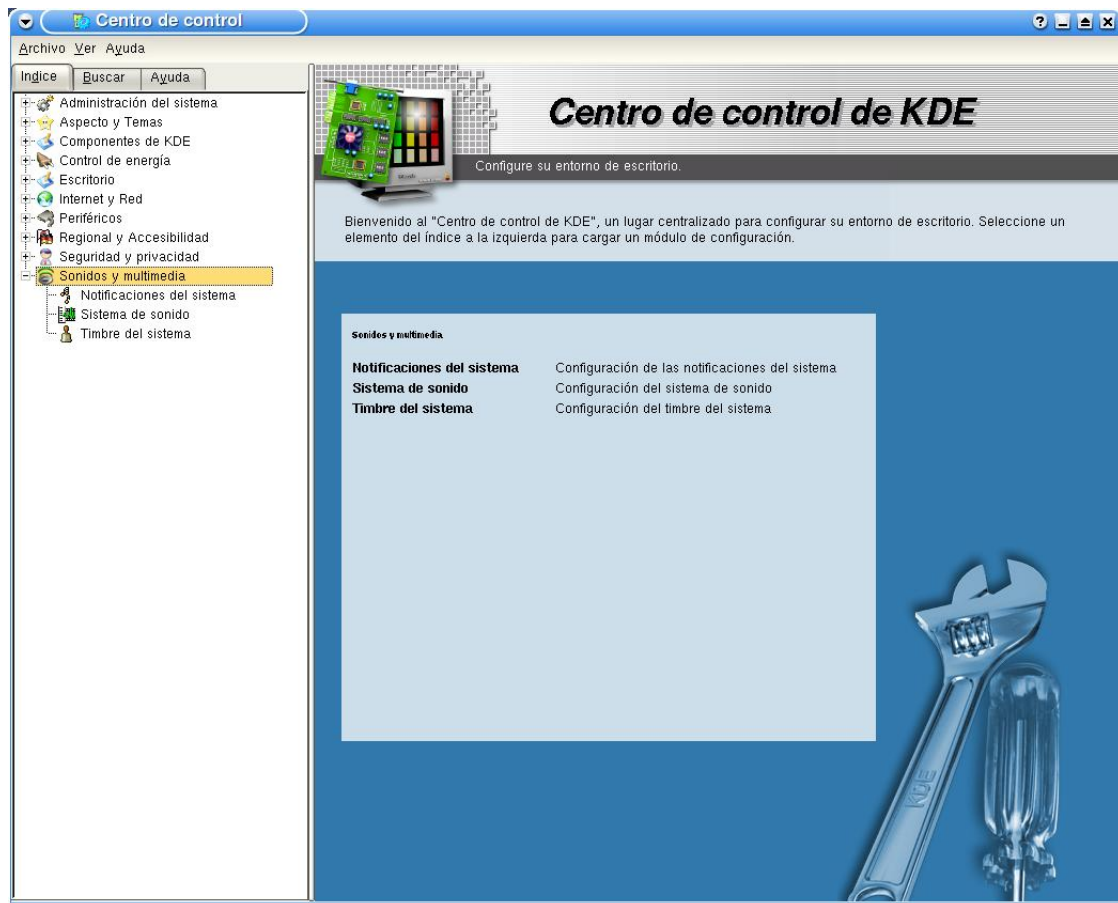 Centro de control
Archivo Ver Ayuda
Indice Buscar Ayuda
Administración del sistema
Aspecto y Temas
Componentes de KDE
Control de energía
Escritorio
Internet y Red
Periféricos
Regional y Accesibilidad
Seguridad y privacidad
Sonidos y multimedia
Notificaciones del sistema
Sistema de sonido
Timbre del sistema
Centro de control de KDE
Configure su entorno de escritorio.
Bienvenido al "Centro de control de KDE", un lugar centralizado para configurar su entorno de escritorio. Seleccione un
elemento del índice a la izquierda para cargar un módulo de configuración.
Sonidos y multimedia
Notificaciones del sistema Configuración de las notificaciones del sistema
Sistema de sonido Configuración del sistema de sonido
Timbre del sistema Configuración del timbre del sistema
KDE